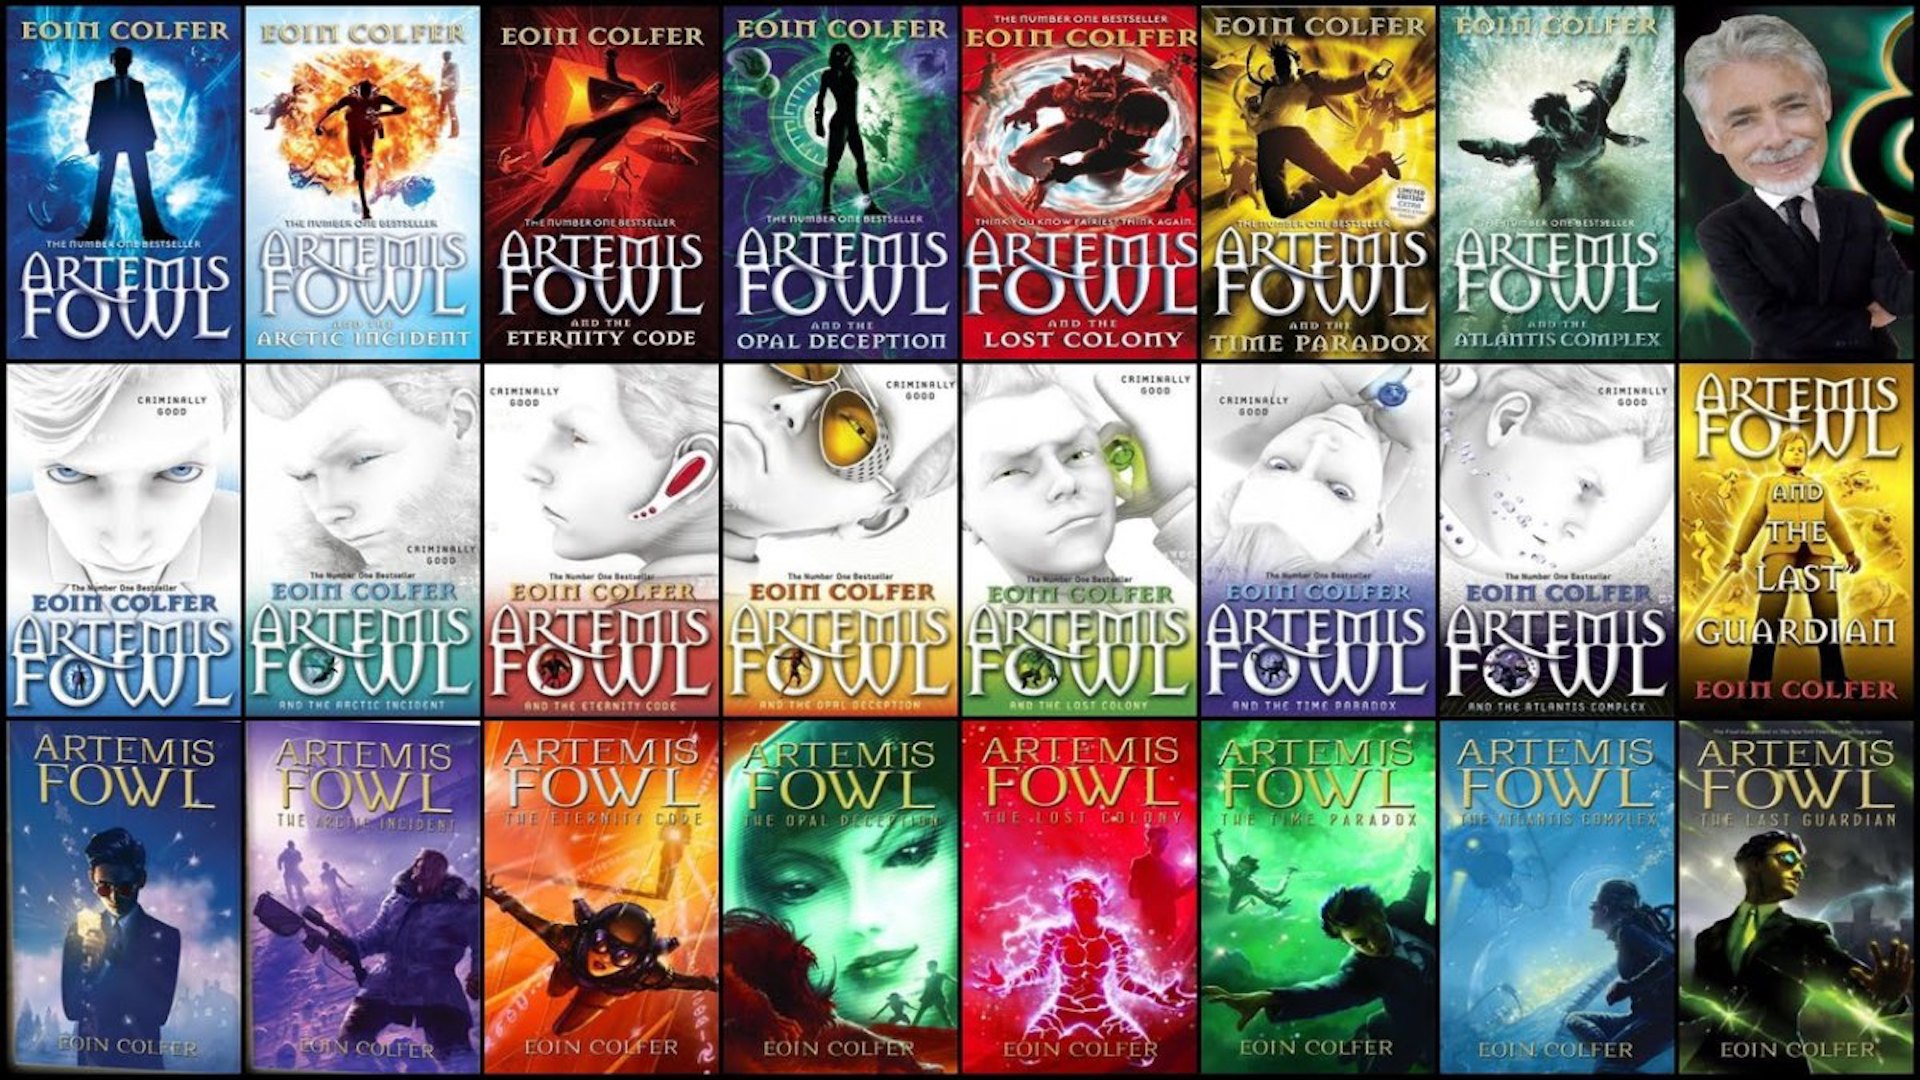 EOIN COLFER
THE NUMBER ONE BESTSELLER
ARTEMIS
FOWL
EOIN COLFER
THE NUMBER ONE BESTSELLER
ARTEMIS
FOWL
AND THE
ARCTIC INCIDENT
EOIN COLFER
THE NUMBER ONE BESTSELLER
ARTEMIS
FOWL
AND THE
ETERNITY CODE
EOIN COLFER
THE NUMBER ONE BESTSELLER
ARTEMIS
FOWL
AND THE
OPAL DECEPTION
THE NUMBER ONE BESTSELLER
EOIN COLFER
THINK YOU KNOW FAIRIES? THINK AGAIN.
ARTEMIS
FOWL
AND THE
LOST COLONY
EOIN COLFER
LIMITED
EDITION
EXTRA
THE NUMBER ONE BESTSELLER
ARTEMIS
FOWL
AND THE
TIME PARADOX
EOIN COLFER
THE NUMBER ONE BESTSELLER
ARTEMIS
FOWL
AND THE
ATLANTIS COMPLEX
8
CRIMINALLY
GOOD
The Number One Bestseller
EOIN COLFER
ARTEMIS
FOWL
CRIMINALLY
GOOD
The Number One Bestseller
EOIN COLFER
ARTEMIS
FOWL
AND THE ARCTIC INCIDENT
CRIMINALLY
GOOD
The Number One Bestseller
EOIN COLFER
ARTEMIS
FOWL
AND THE ETERNITY CODE
CRIMINALLY
GOOD
The Number One Bestseller
EOIN COLFER
ARTEMIS
FOWL
AND THE OPAL DECEPTION
CRIMINALLY
GOOD
The Number One Bestseller
EOIN COLFER
ARTEMIS
FOWL
AND THE LOST COLONY
CRIMINALLY
GOOD
The Number One Bestseller
EOIN COLFER
ARTEMIS
FOWL
AND THE TIME PARADOX
CRIMINALLY
GOOD
The Number One Bestseller
EOIN COLFER
ARTEMIS
FOWL
AND THE ATLANTIS COMPLEX
ARTEMIS
FOWL
AND
THE
LAST
GUARDIAN
EOIN COLFER
ARTEMIS
FOWL
EOIN COLFER
ARTEMIS
FOWL
THE ARCTIC INCIDENT
EOIN COLFER
ARTEMIS
FOWL
THE ETERNITY CODE
EOIN COLFER
ARTEMIS
FOWL
THE OPAL DECEPTION
EOIN COLFER
ARTEMIS
FOWL
THE LOST COLONY
EOIN COLFER
ARTEMIS
FOWL
THE TIME PARADOX
EOIN COLFER
ARTEMIS
FOWL
THE ATLANTIS COMPLEX
EOIN COLFER
ARTEMIS
FOWL
THE LAST GUARDIAN
EOIN COLFER